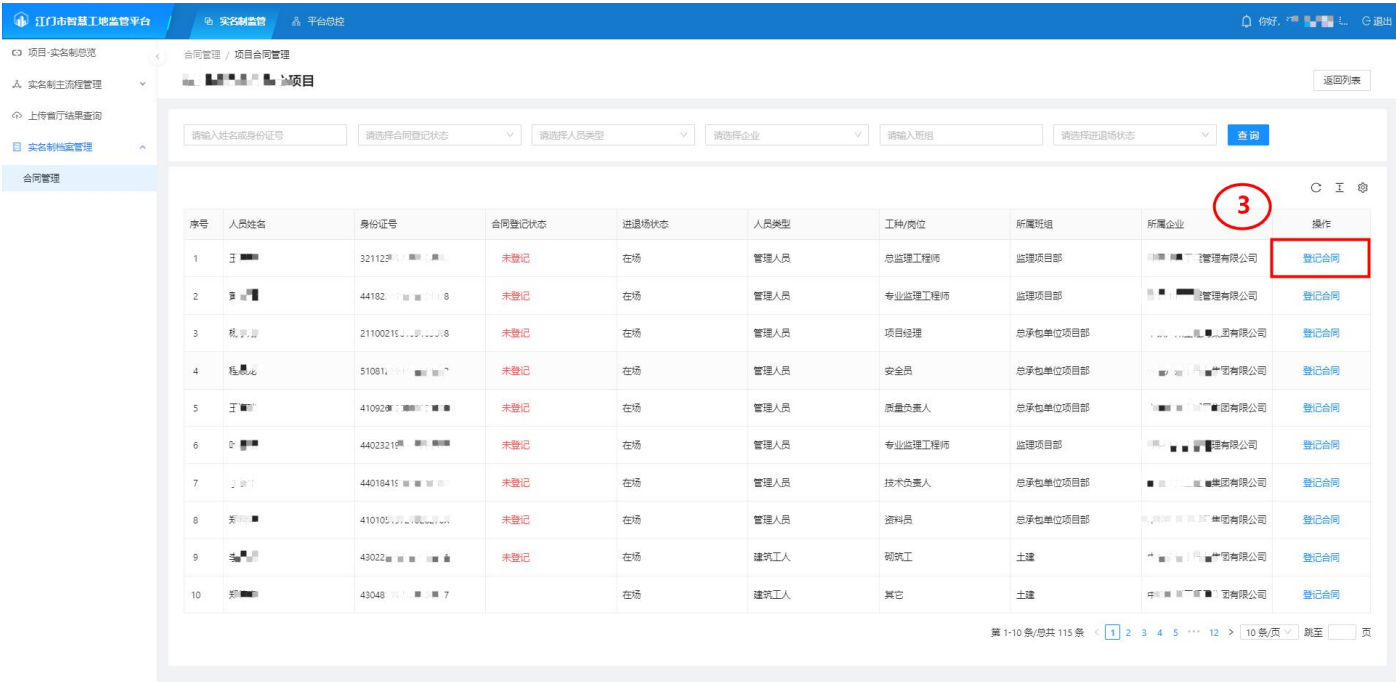 江门市智慧工地监管平台 实名制监管 平台总控 你好, 退出
项目-实名制总览
实名制主流程管理
上传省厅结果查询
实名制档案管理
合同管理
合同管理 / 项目合同管理
项目 返回列表
请输入姓名或身份证号 请选择合同登记状态 请选择人员类型 请选择企业 请输入班组 请选择进退场状态 查询
3
序号 人员姓名 身份证号 合同登记状态 进退场状态 人员类型 工种/岗位 所属班组 所属企业 操作
1 王 321123 未登记 在场 管理人员 总监理工程师 监理项目部 管理有限公司 登记合同
2 44182 8 未登记 在场 管理人员 专业监理工程师 监理项目部 管理有限公司 登记合同
3 21100219 8 未登记 在场 管理人员 项目经理 总承包单位项目部 团有限公司 登记合同
4 程 51081 未登记 在场 管理人员 安全员 总承包单位项目部 团有限公司 登记合同
5 王 410926 未登记 在场 管理人员 质量负责人 总承包单位项目部 团有限公司 登记合同
6 44023219 未登记 在场 管理人员 专业监理工程师 监理项目部 理有限公司 登记合同
7 44018419 未登记 在场 管理人员 技术负责人 总承包单位项目部 集团有限公司 登记合同
8 410105 未登记 在场 管理人员 资料员 总承包单位项目部 团有限公司 登记合同
9 43022 未登记 在场 建筑工人 砌筑工 土建 团有限公司 登记合同
10 郑 43048 7 在场 建筑工人 其它 土建 团有限公司 登记合同
第 1-10 条/总共 115 条 < 1 2 3 4 5 ··· 12 > 10 条/页 跳至 页